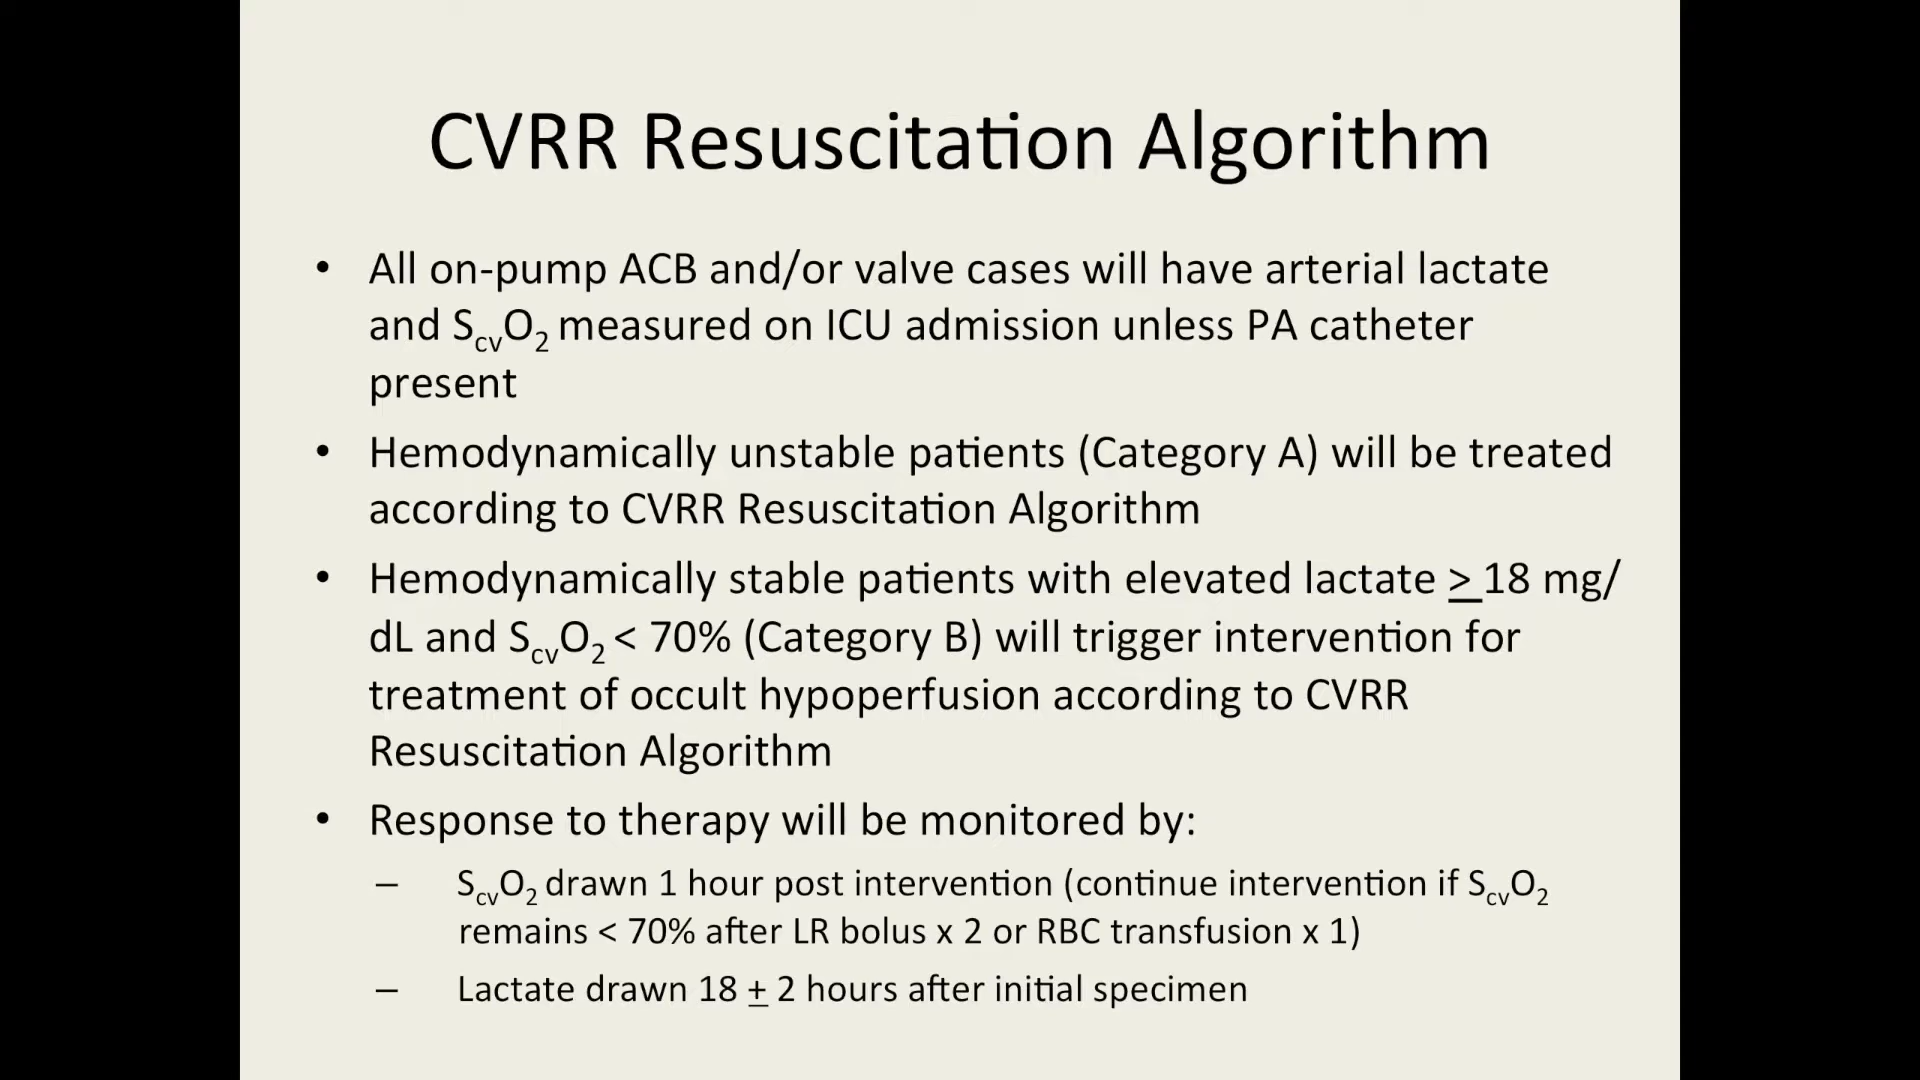 CVRR Resuscitation Algorithm
• All on-pump ACB and/or valve cases will have arterial lactate
and ScvO2 measured on ICU admission unless PA catheter
present
• Hemodynamically unstable patients (Category A) will be treated
according to CVRR Resuscitation Algorithm
• Hemodynamically stable patients with elevated lactate ≥ 18 mg/
dL and ScvO2 < 70% (Category B) will trigger intervention for
treatment of occult hypoperfusion according to CVRR
Resuscitation Algorithm
• Response to therapy will be monitored by:
– ScvO2 drawn 1 hour post intervention (continue intervention if ScvO2
remains < 70% after LR bolus x 2 or RBC transfusion x 1)
– Lactate drawn 18 ± 2 hours after initial specimen